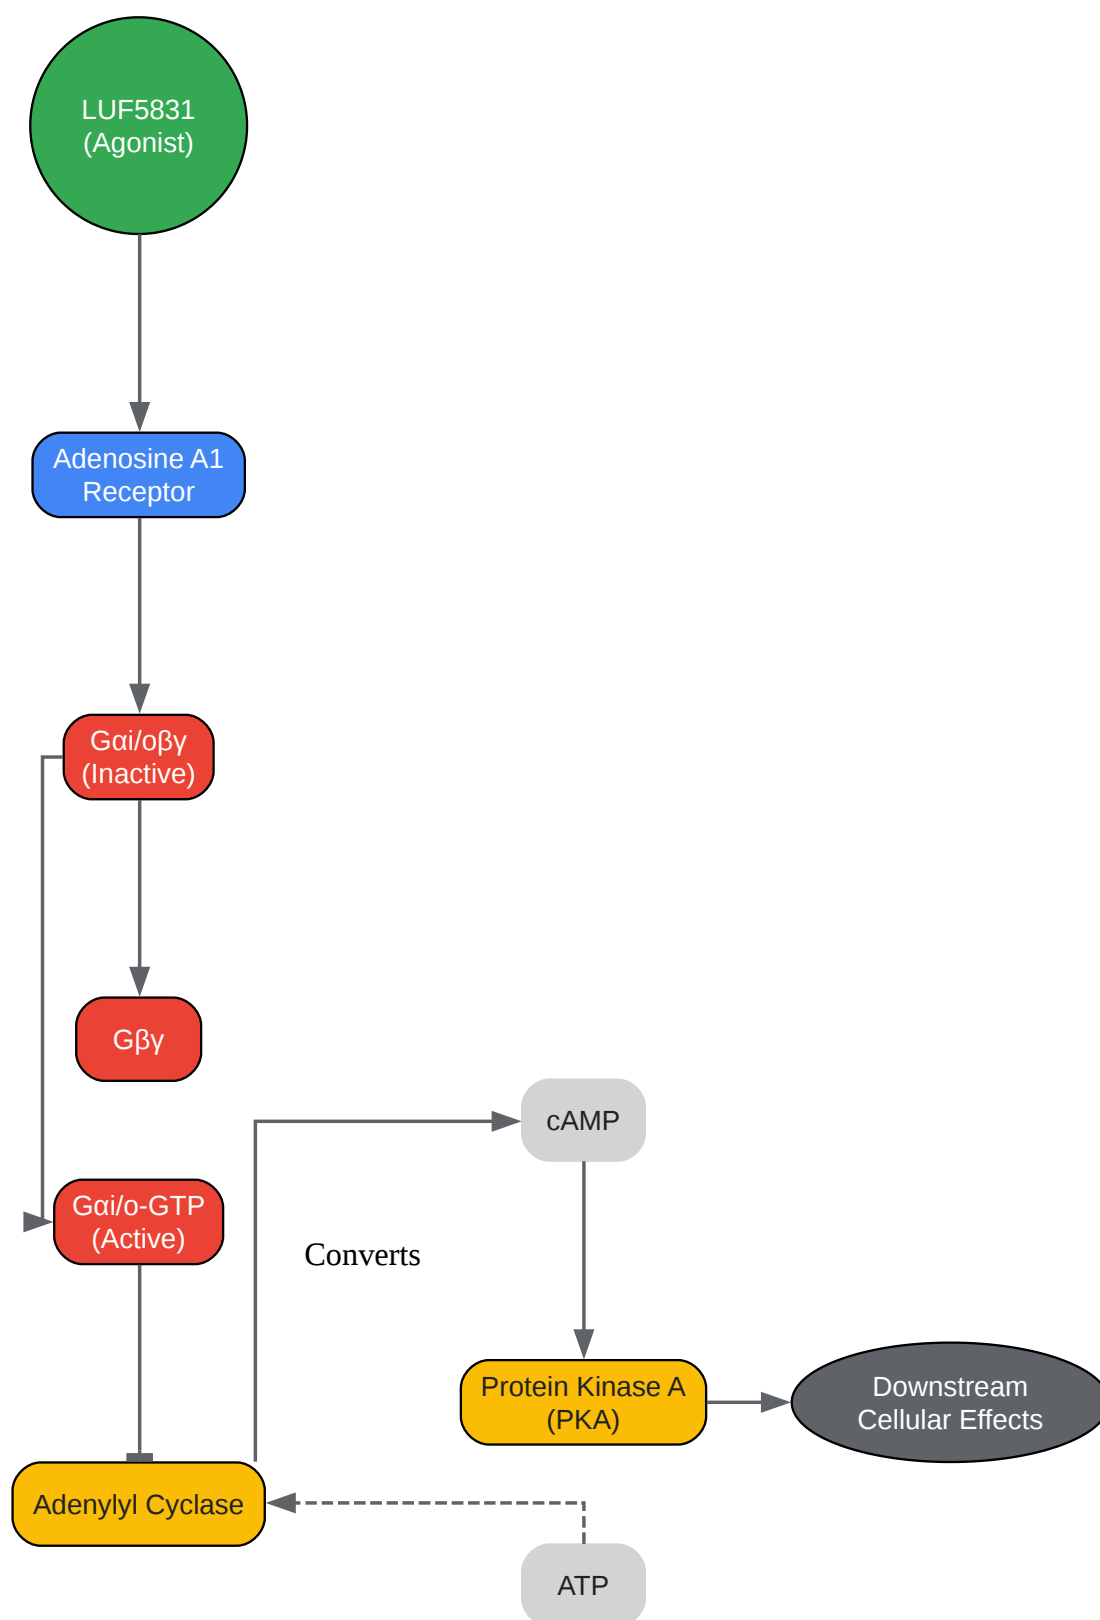 LUF5831
(Agonist)
Adenosine A1
Receptor
Gαi/oβγ
(Inactive)
Gβγ
cAMP
Gαi/o-GTP
(Active)
Converts
Protein Kinase A
(PKA)
Downstream
Cellular Effects
Adenylyl Cyclase
ATP